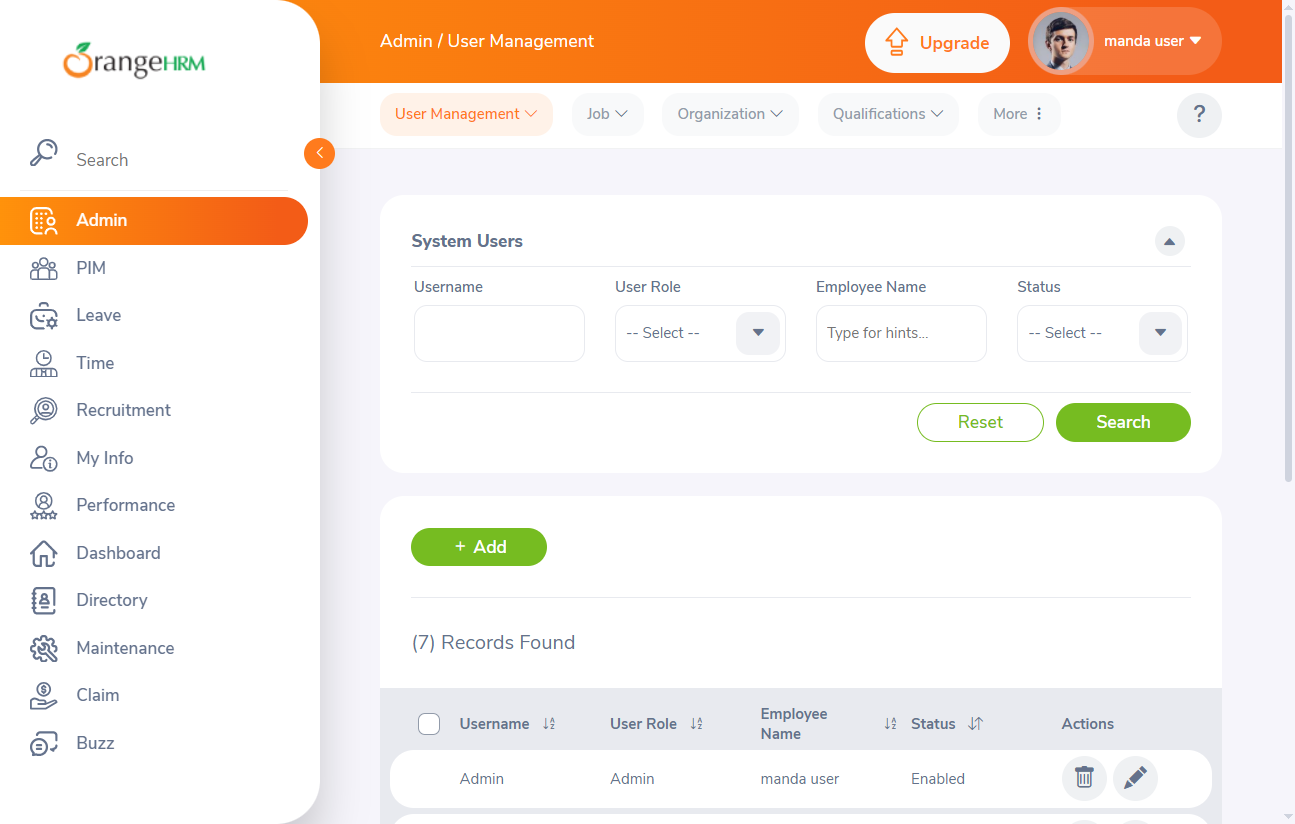 OrangeHRM
Search
Admin
PIM
Leave
Time
Recruitment
My Info
Performance
Dashboard
Directory
Maintenance
Claim
Buzz
Admin / User Management
Upgrade
manda user
User Management
Job
Organization
Qualifications
More
?
System Users
Username
User Role
Employee Name
Status
-- Select --
Type for hints...
-- Select --
Reset
Search
+ Add
(7) Records Found
Username
User Role
Employee Name
Status
Actions
Admin
Admin
manda user
Enabled